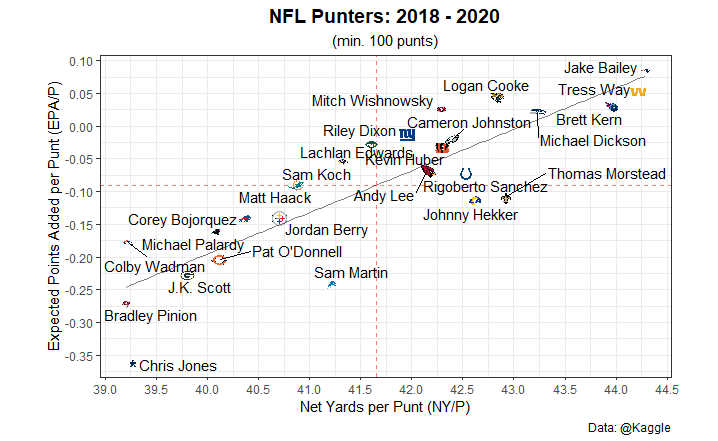 NFL Punters: 2018 - 2020
(min. 100 punts)
Expected Points Added per Punt (EPA/P)
0.10
0.05
0.00
-0.05
-0.10
-0.15
-0.20
-0.25
-0.30
-0.35
Jake Bailey
Logan Cooke
Tress Way
Mitch Wishnowsky
Brett Kern
Cameron Johnston
Riley Dixon
Michael Dickson
Lachlan Edwards
Kevin Huber
Sam Koch
Thomas Morstead
Rigoberto Sanchez
Matt Haack
Andy Lee
Johnny Hekker
Corey Bojorquez
Jordan Berry
Michael Palardy
Pat O'Donnell
Colby Wadman
Sam Martin
J.K. Scott
Bradley Pinion
Chris Jones
39.0 39.5 40.0 40.5 41.0 41.5 42.0 42.5 43.0 43.5 44.0 44.5
Net Yards per Punt (NY/P)
Data: @Kaggle